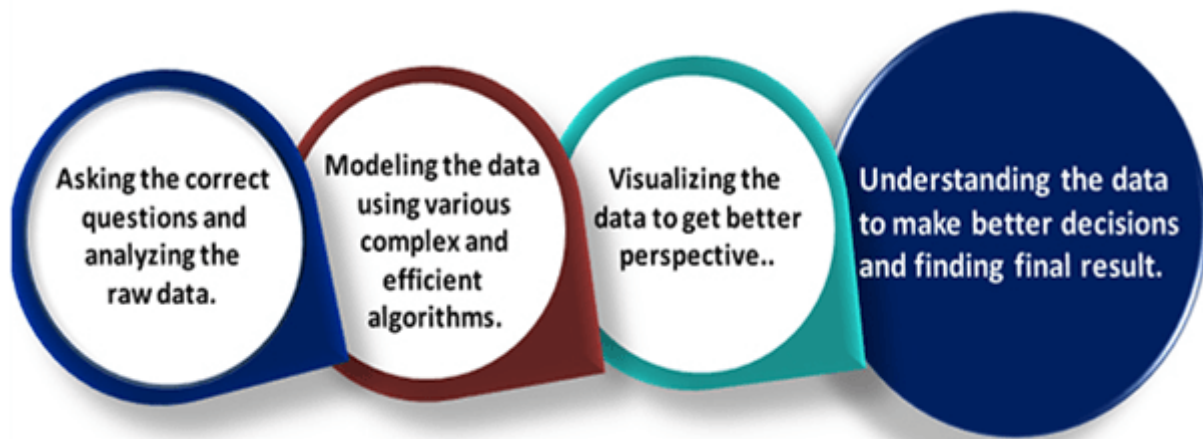 Asking the correct
questions and
analyzing the
raw data.
Modeling the data
using various
complex and
efficient
algorithms.
Visualizing the
data to get better
perspective..
Understanding the data
to make better decisions
and finding final result.